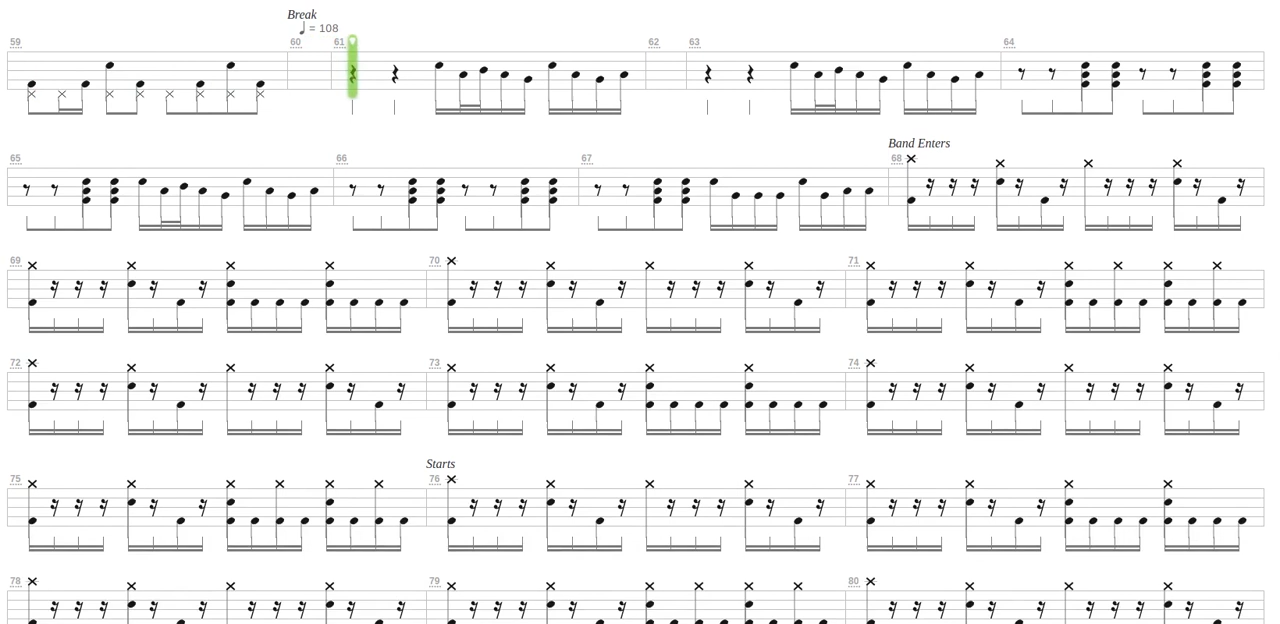 Break
♩ = 108
59 60 61 62 63 64
65 66 67
Band Enters
68
69 70 71
72 73 74
75
Starts
76 77
78 79 80